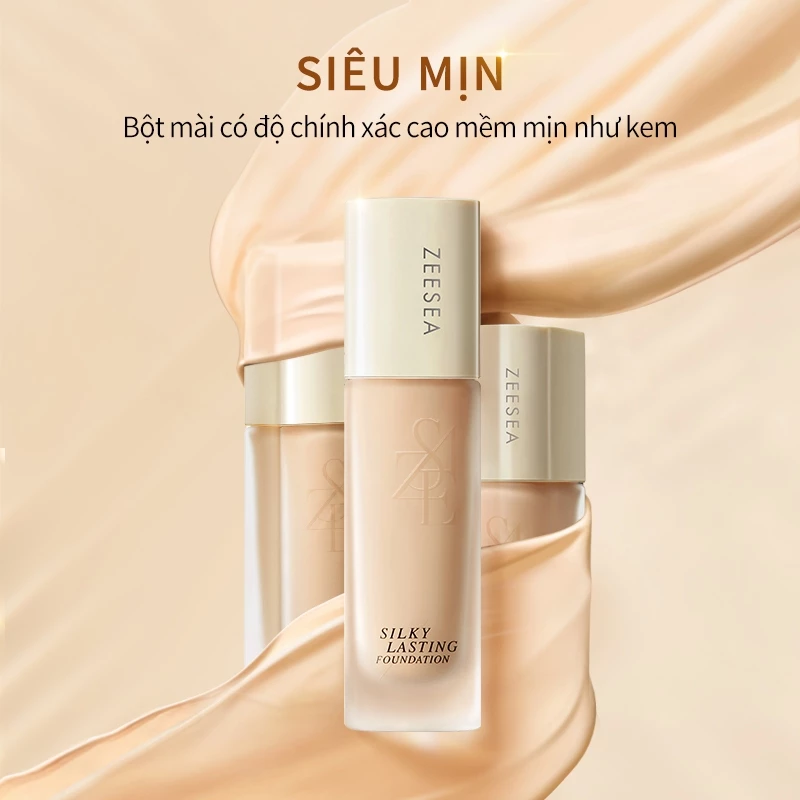 SIÊU MỊN
Bột mài có độ chính xác cao mềm mịn như kem
ZEESEA
ZEESEA
SILKY
LASTING
FOUNDATION